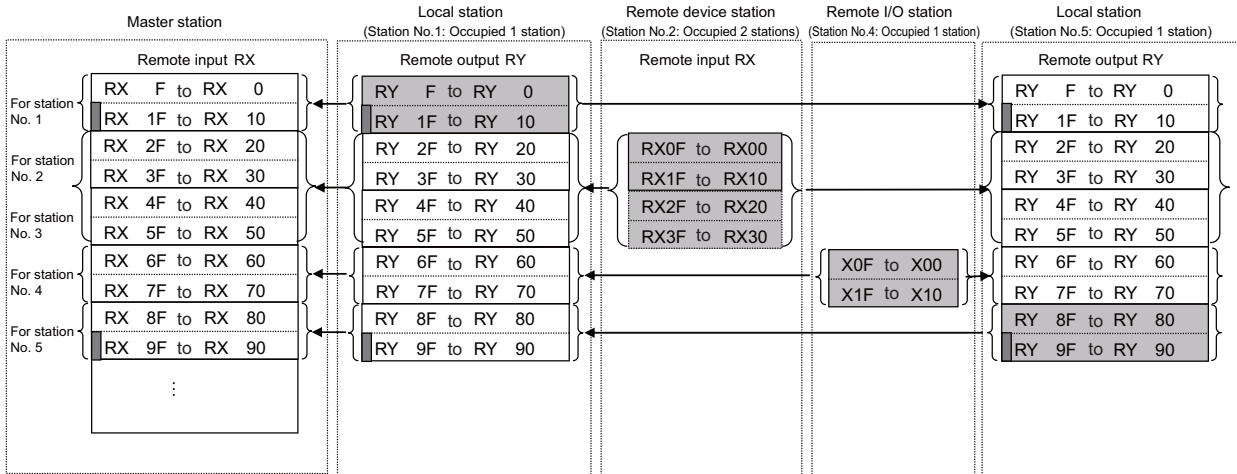 Master station
Local station
(Station No.1: Occupied 1 station)
Remote device station
(Station No.2: Occupied 2 stations)
Remote I/O station
(Station No.4: Occupied 1 station)
Local station
(Station No.5: Occupied 1 station)
Remote input RX
Remote output RY
Remote input RX
Remote output RY
For station No. 1
For station No. 2
No. 3
For station No. 4
For station No. 5
RX F to RX 0
RX 1F to RX 10
RX 2F to RX 20
RX 3F to RX 30
RX 4F to RX 40
RX 5F to RX 50
RX 6F to RX 60
RX 7F to RX 70
RX 8F to RX 80
RX 9F to RX 90
⋮
RY F to RY 0
RY 1F to RY 10
RY 2F to RY 20
RY 3F to RY 30
RY 4F to RY 40
RY 5F to RY 50
RY 6F to RY 60
RY 7F to RY 70
RY 8F to RY 80
RY 9F to RY 90
RX0F to RX00
RX1F to RX10
RX2F to RX20
RX3F to RX30
X0F to X00
X1F to X10
RY F to RY 0
RY 1F to RY 10
RY 2F to RY 20
RY 3F to RY 30
RY 4F to RY 40
RY 5F to RY 50
RY 6F to RY 60
RY 7F to RY 70
RY 8F to RY 80
RY 9F to RY 90